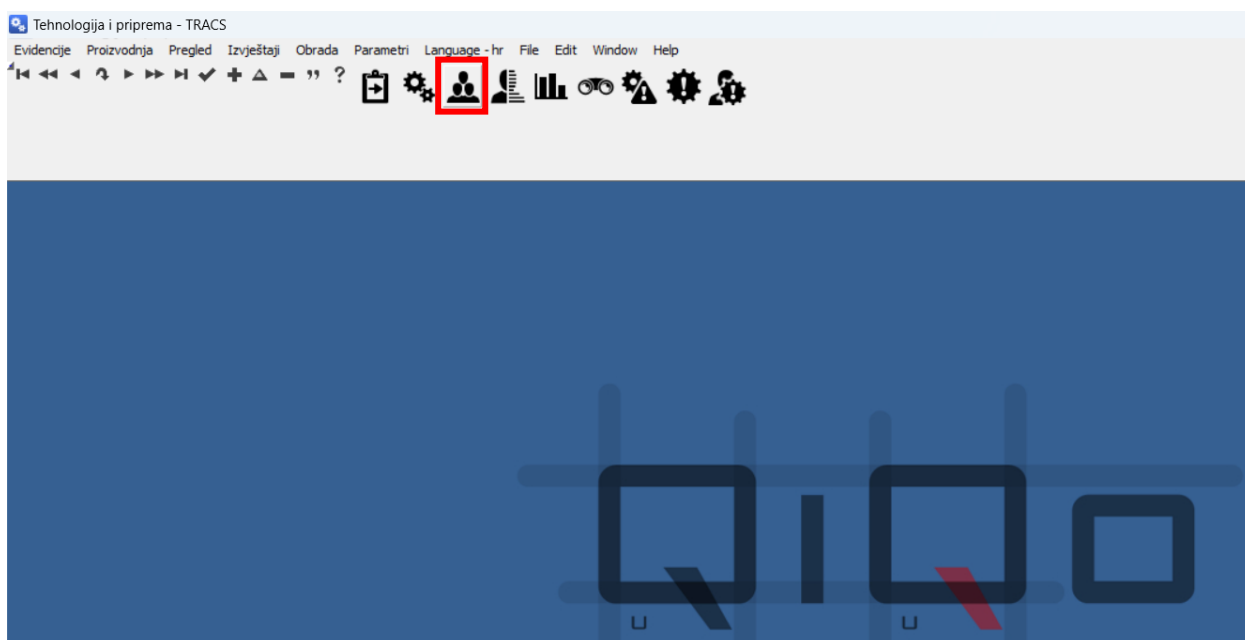 Tehnologija i priprema - TRACS
Evidencije Proizvodnja Pregled Izvještaji Obrada Parametri Language - hr File Edit Window Help
QiQo
U U